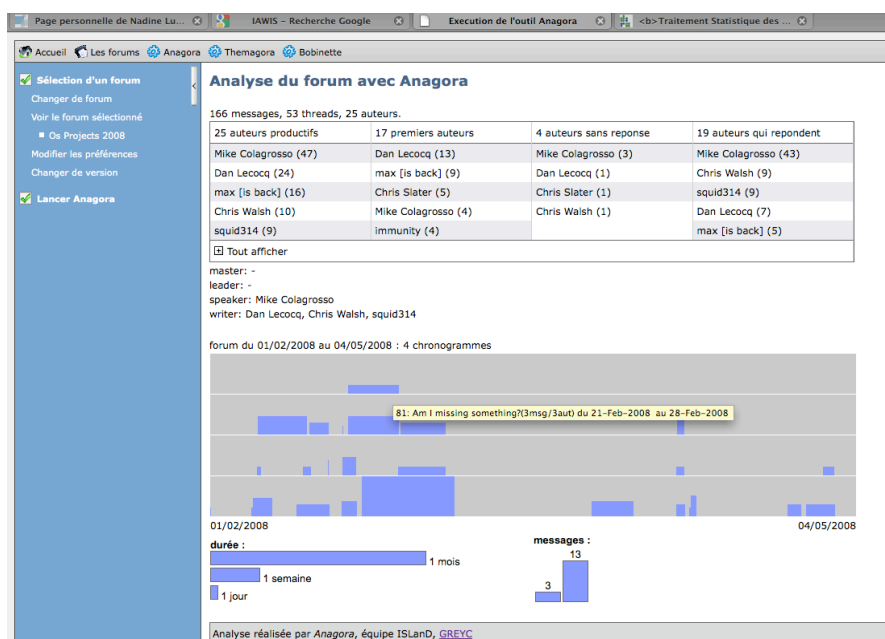 Page personnelle de Nadine Lu...
IAWIS – Recherche Google
Execution de l'outil Anagora
<b>Traitement Statistique des ...
Accueil Les forums Anagora Themagora Bobinette
Sélection d'un forum
Changer de forum
Voir le forum sélectionné
Os Projects 2008
Modifier les préférences
Changer de version
Lancer Anagora
Analyse du forum avec Anagora
166 messages, 53 threads, 25 auteurs.
25 auteurs productifs 17 premiers auteurs 4 auteurs sans reponse 19 auteurs qui repondent
Mike Colagrosso (47) Dan Lecocq (13) Mike Colagrosso (3) Mike Colagrosso (43)
Dan Lecocq (24) max [is back] (9) Dan Lecocq (1) Chris Walsh (9)
max [is back] (16) Chris Slater (5) Chris Slater (1) squid314 (9)
Chris Walsh (10) Mike Colagrosso (4) Chris Walsh (1) Dan Lecocq (7)
squid314 (9) immunity (4) max [is back] (5)
Tout afficher
master: -
leader: -
speaker: Mike Colagrosso
writer: Dan Lecocq, Chris Walsh, squid314
forum du 01/02/2008 au 04/05/2008 : 4 chronogrammes
81: Am I missing something?(3msg/3aut) du 21-Feb-2008 au 28-Feb-2008
01/02/2008 04/05/2008
durée :
1 mois
1 semaine
1 jour
messages :
13
3
Analyse réalisée par Anagora, équipe ISLanD, GREYC